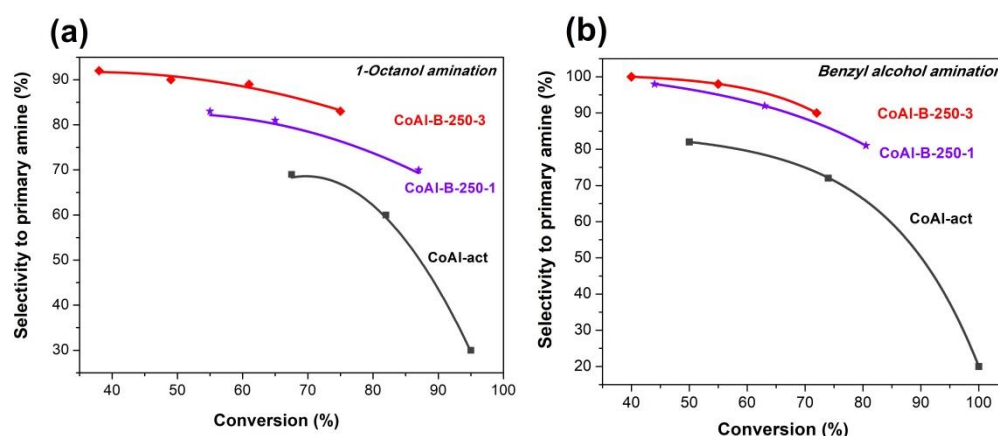 (a)
1-Octanol amination
Selectivity to primary amine (%)
90
80
70
60
50
40
30
CoAl-B-250-3
CoAl-B-250-1
CoAl-act
40 50 60 70 80 90 100
Conversion (%)
(b)
Benzyl alcohol amination
Selectivity to primary amine (%)
100
90
80
70
60
50
40
30
20
CoAl-B-250-3
CoAl-B-250-1
CoAl-act
40 50 60 70 80 90 100
Conversion (%)